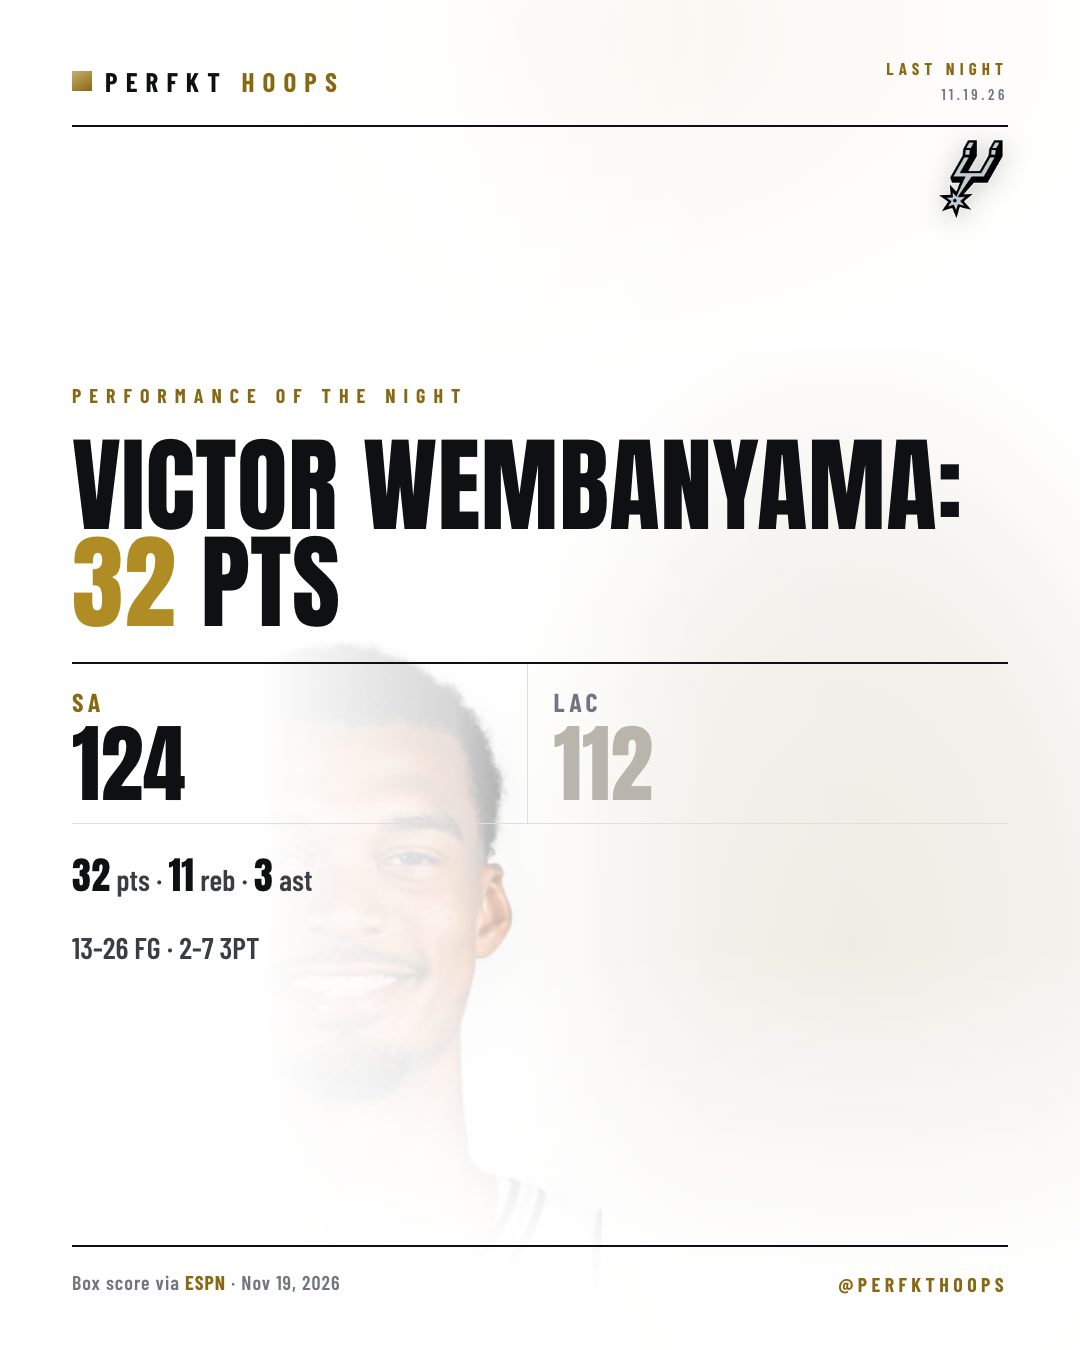 PERFKT HOOPS
LAST NIGHT
11.19.26
PERFORMANCE OF THE NIGHT
VICTOR WEMBANYAMA:
32 PTS
SA
124
LAC
112
32 pts · 11 reb · 3 ast
13-26 FG · 2-7 3PT
Box score via ESPN · Nov 19, 2026
@PERFKTHOOPS